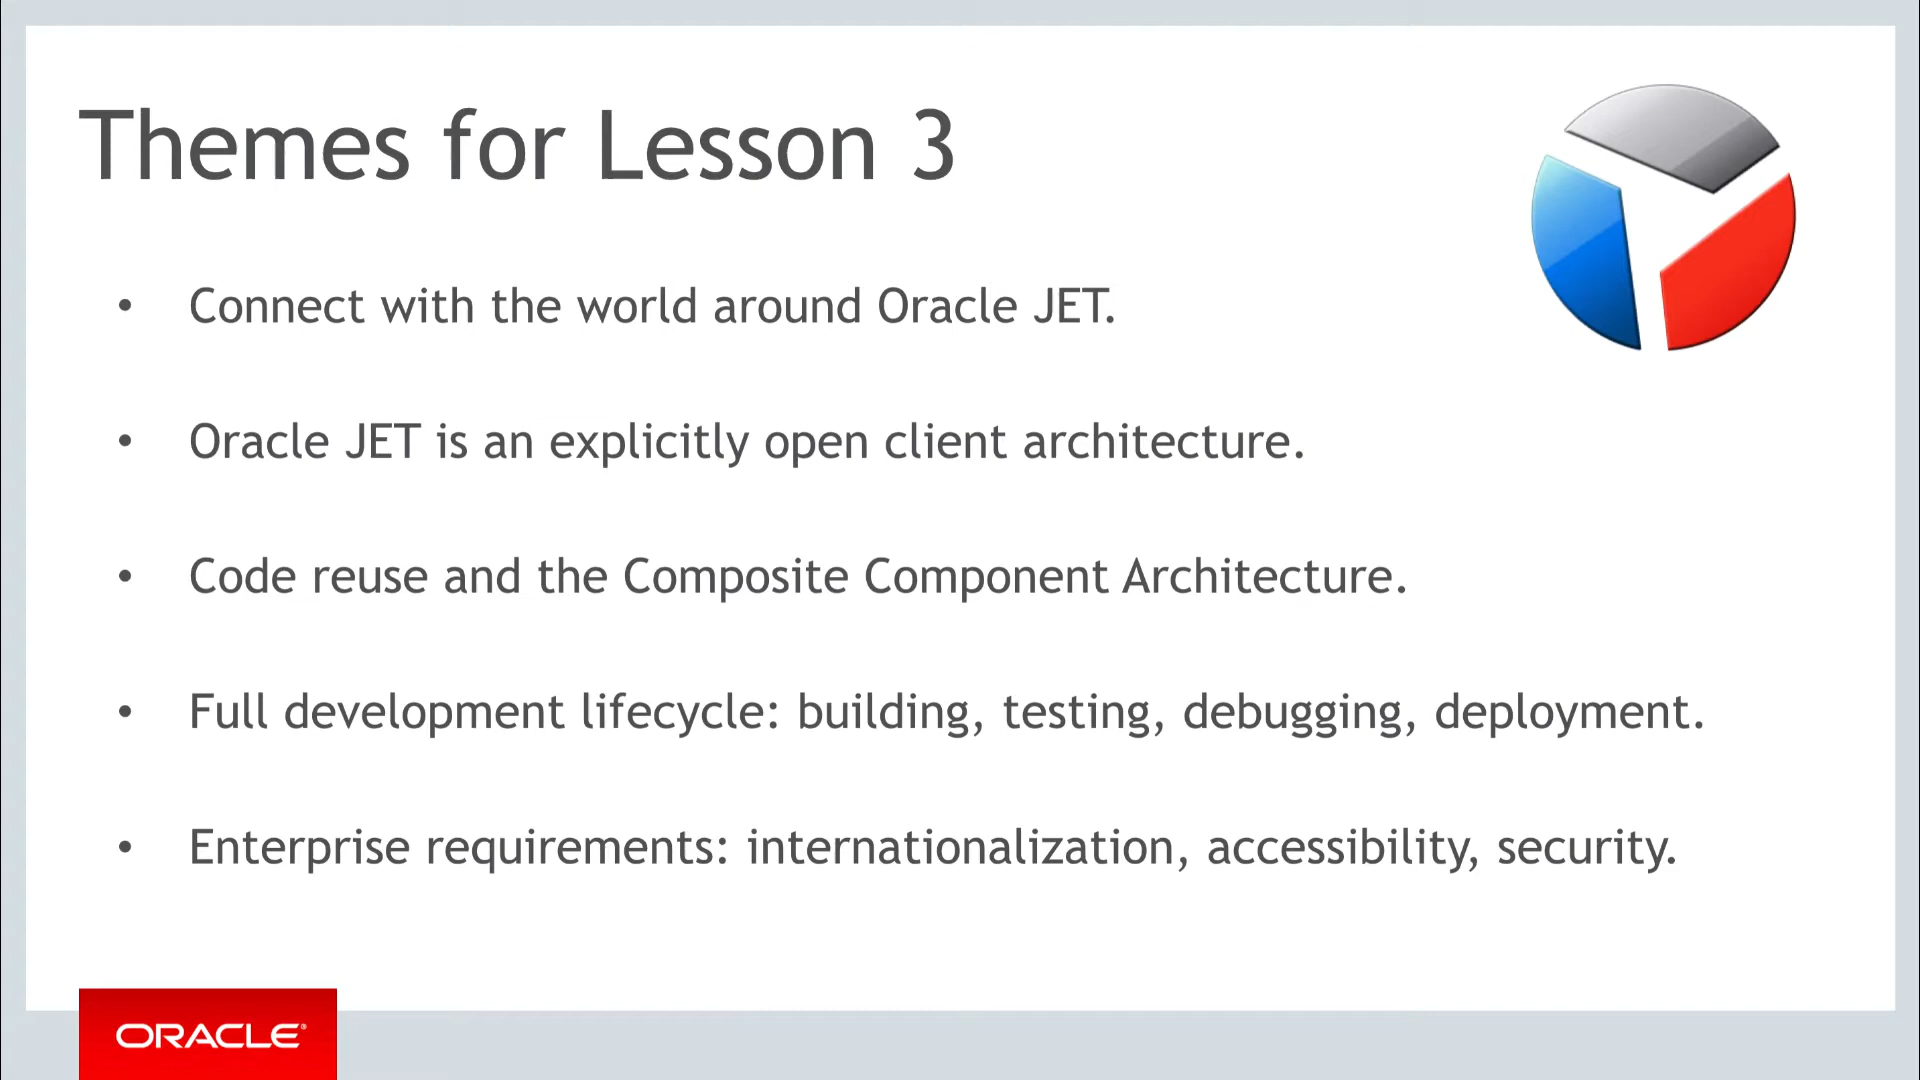 Themes for Lesson 3
• Connect with the world around Oracle JET.
• Oracle JET is an explicitly open client architecture.
• Code reuse and the Composite Component Architecture.
• Full development lifecycle: building, testing, debugging, deployment.
• Enterprise requirements: internationalization, accessibility, security.
ORACLE®